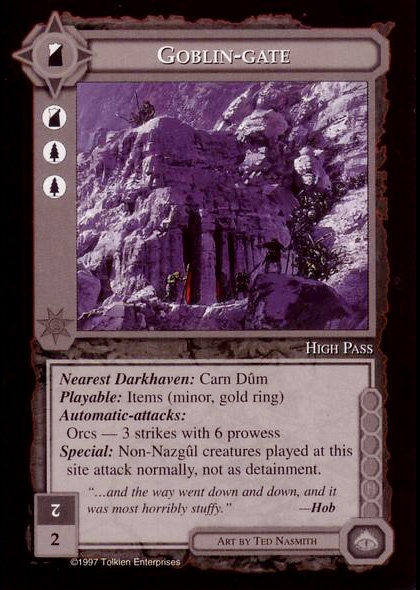 GOBLIN-GATE
HIGH PASS
Nearest Darkhaven: Carn Dûm
Playable: Items (minor, gold ring)
Automatic-attacks:
Orcs — 3 strikes with 6 prowess
Special: Non-Nazgûl creatures played at this
site attack normally, not as detainment.
“...and the way went down and down, and it
was most horribly stuffy.” —Hob
2
2
ART BY TED NASMITH
©1997 Tolkien Enterprises